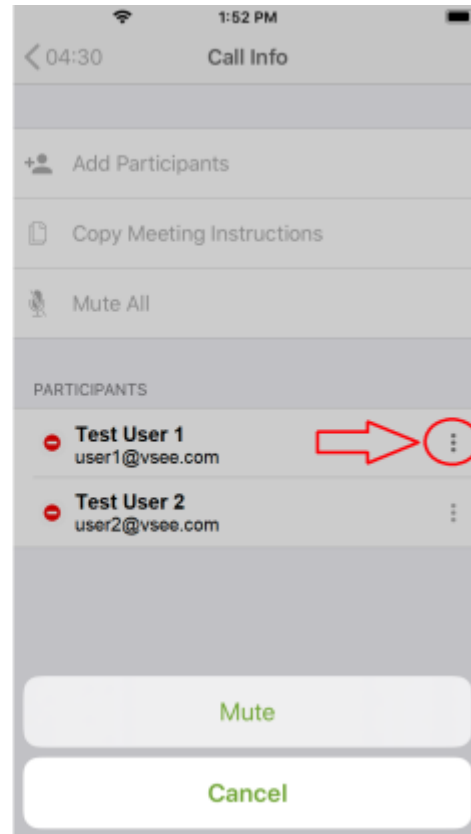 1:52 PM
04:30 Call Info
Add Participants
Copy Meeting Instructions
Mute All
PARTICIPANTS
Test User 1
user1@vsee.com
Test User 2
user2@vsee.com
Mute
Cancel